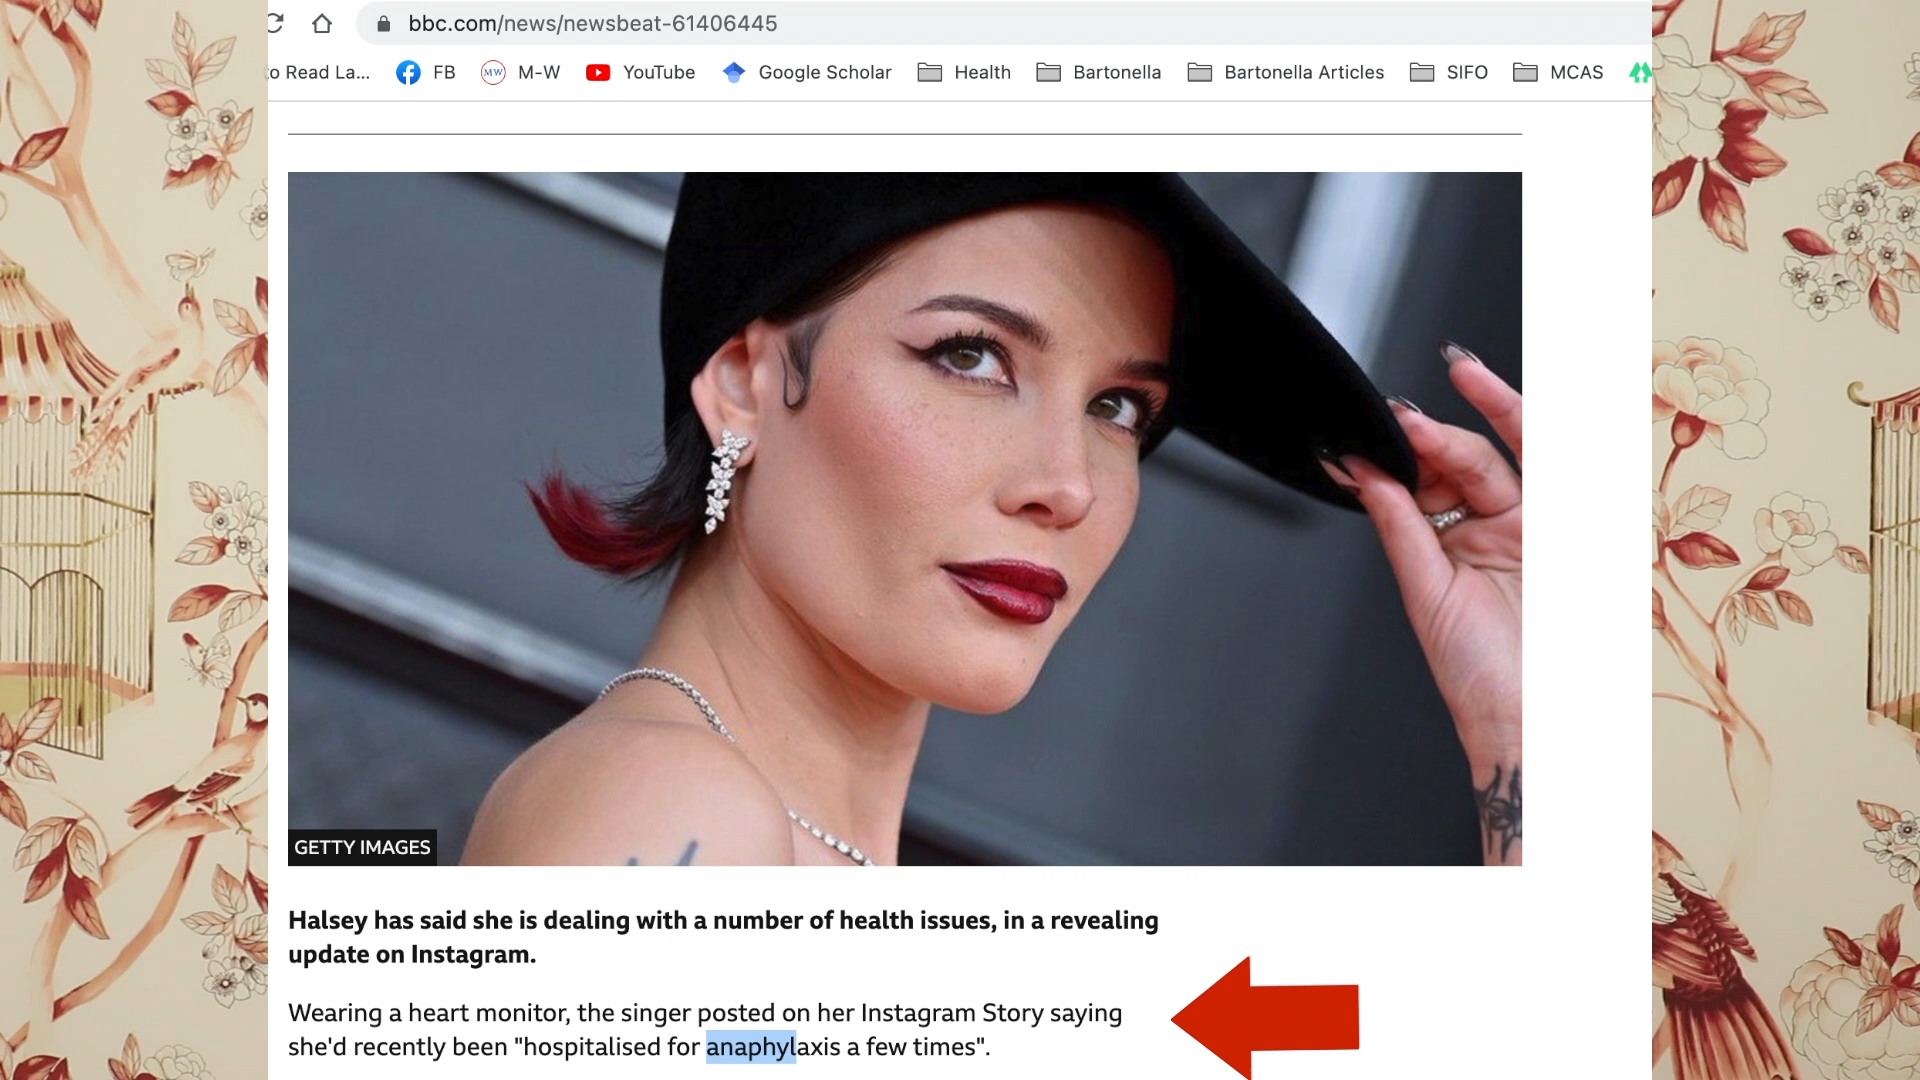 bbc.com/news/newsbeat-61406445
to Read La... FB MW M-W YouTube Google Scholar Health Bartonella Bartonella Articles SIFO MCAS
GETTY IMAGES
Halsey has said she is dealing with a number of health issues, in a revealing
update on Instagram.
Wearing a heart monitor, the singer posted on her Instagram Story saying
she'd recently been "hospitalised for anaphylaxis a few times".